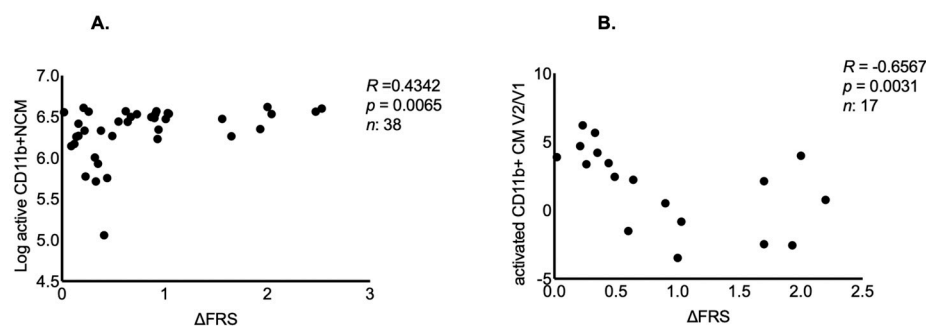 A.
R =0.4342
p = 0.0065
n: 38
Log active CD11b+NCM
7.0
6.5
6.0
5.5
5.0
4.5
0 1 2 3
ΔFRS
B.
R = -0.6567
p = 0.0031
n: 17
activated CD11b+ CM V2/V1
10
5
0
-5
0.0 0.5 1.0 1.5 2.0 2.5
ΔFRS